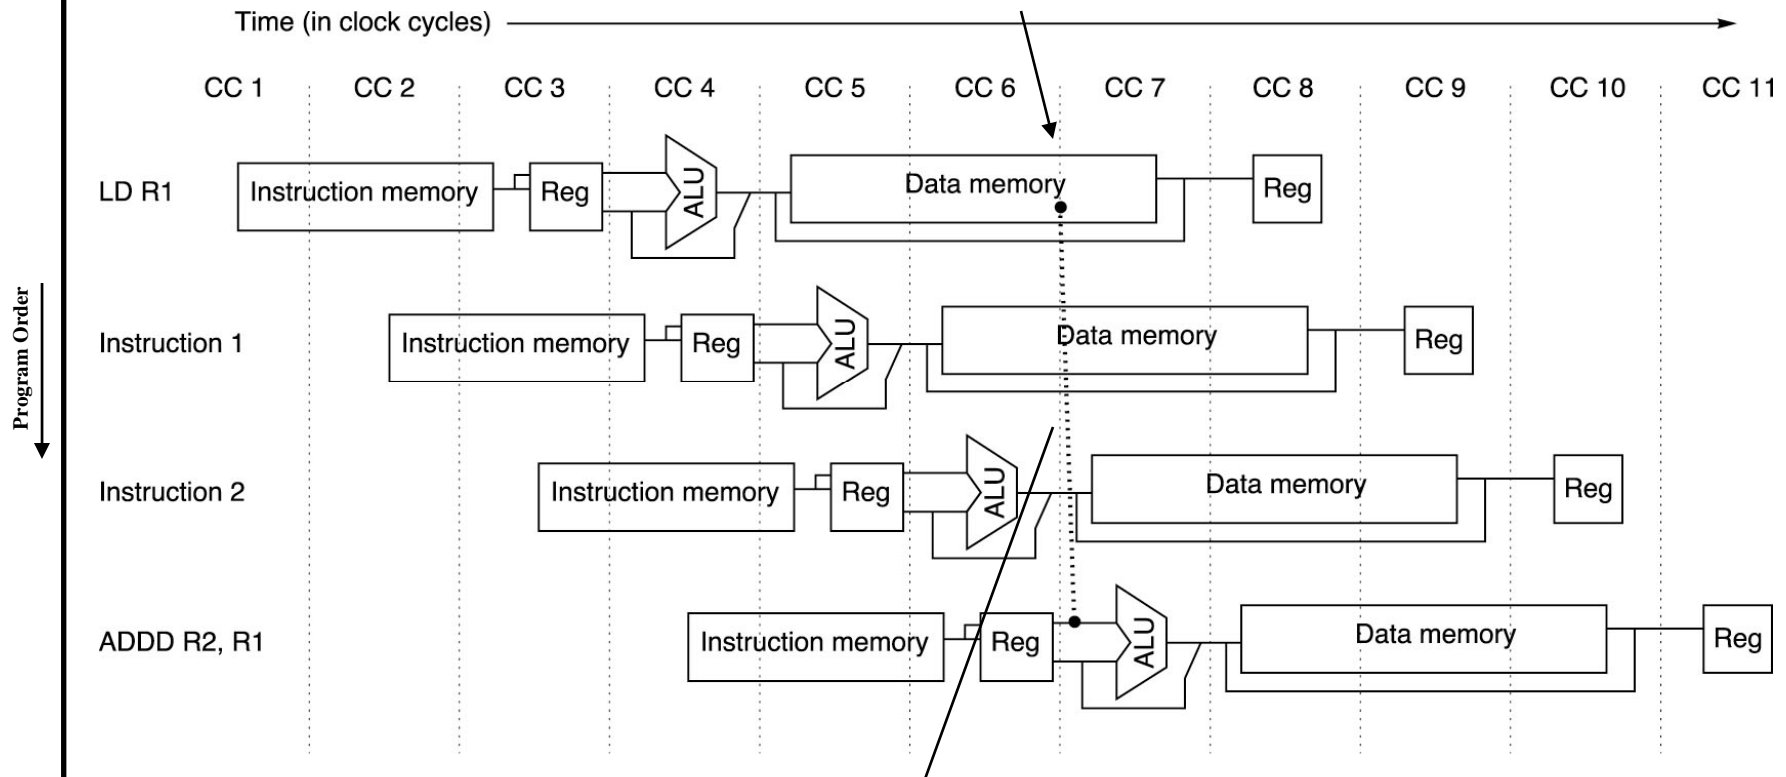 Time (in clock cycles)
CC 1 CC 2 CC 3 CC 4 CC 5 CC 6 CC 7 CC 8 CC 9 CC 10 CC 11
LD R1 Instruction memory Reg ALU Data memory Reg
Instruction 1 Instruction memory Reg ALU Data memory Reg
Program Order
Instruction 2 Instruction memory Reg ALU Data memory Reg
ADDD R2, R1 Instruction memory Reg ALU Data memory Reg